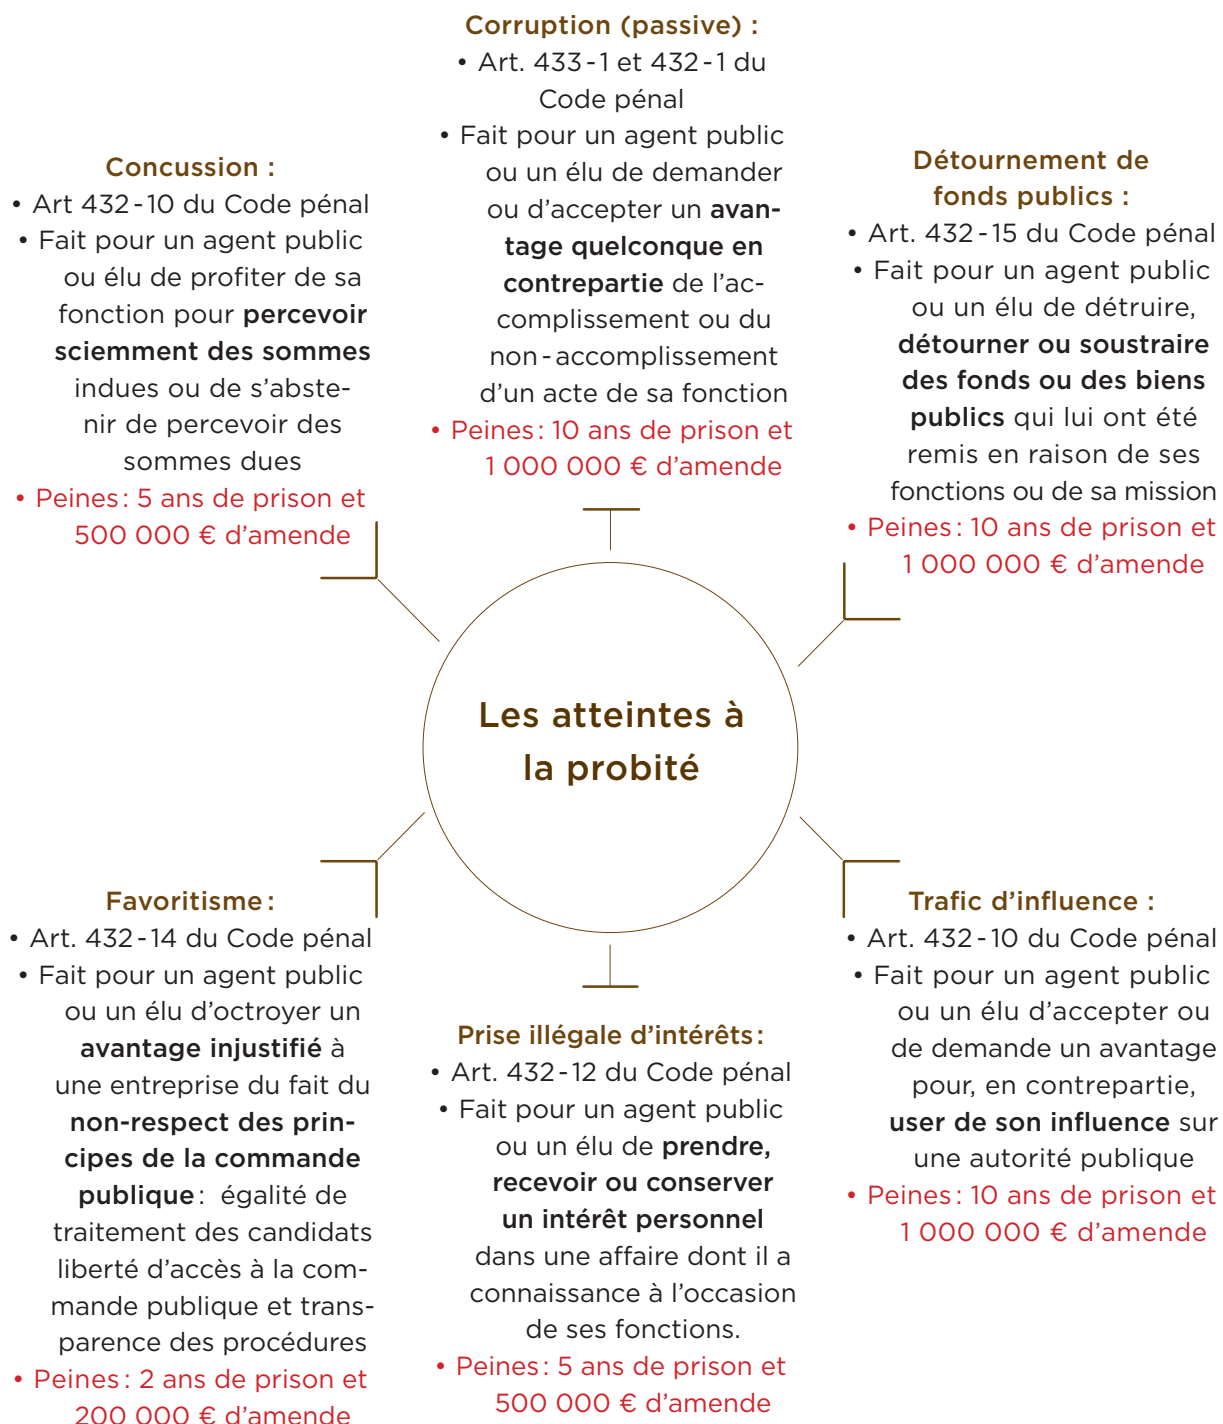 Corruption (passive) :
• Art. 433-1 et 432-1 du
Code pénal
• Fait pour un agent public
ou un élu de demander
ou d’accepter un avan-
tage quelconque en
contrepartie de l’ac-
complissement ou du
non-accomplissement
d’un acte de sa fonction
• Peines : 10 ans de prison et
1 000 000 € d’amende
Concussion :
• Art 432-10 du Code pénal
• Fait pour un agent public
ou élu de profiter de sa
fonction pour percevoir
sciemment des sommes
indues ou de s’abste-
nir de percevoir des
sommes dues
• Peines : 5 ans de prison et
500 000 € d’amende
Détournement de
fonds publics :
• Art. 432-15 du Code pénal
• Fait pour un agent public
ou un élu de détruire,
détourner ou soustraire
des fonds ou des biens
publics qui lui ont été
remis en raison de ses
fonctions ou de sa mission
• Peines : 10 ans de prison et
1 000 000 € d’amende
Les atteintes à
la probité
Favoritisme :
• Art. 432-14 du Code pénal
• Fait pour un agent public
ou un élu d’octroyer un
avantage injustifié à
une entreprise du fait du
non-respect des prin-
cipes de la commande
publique : égalité de
traitement des candidats
liberté d’accès à la com-
mande publique et trans-
parence des procédures
• Peines : 2 ans de prison et
200 000 € d’amende
Prise illégale d’intérêts :
• Art. 432-12 du Code pénal
• Fait pour un agent public
ou un élu de prendre,
recevoir ou conserver
un intérêt personnel
dans une affaire dont il a
connaissance à l’occasion
de ses fonctions.
• Peines : 5 ans de prison et
500 000 € d’amende
Trafic d’influence :
• Art. 432-10 du Code pénal
• Fait pour un agent public
ou un élu d’accepter ou
de demande un avantage
pour, en contrepartie,
user de son influence sur
une autorité publique
• Peines : 10 ans de prison et
1 000 000 € d’amende